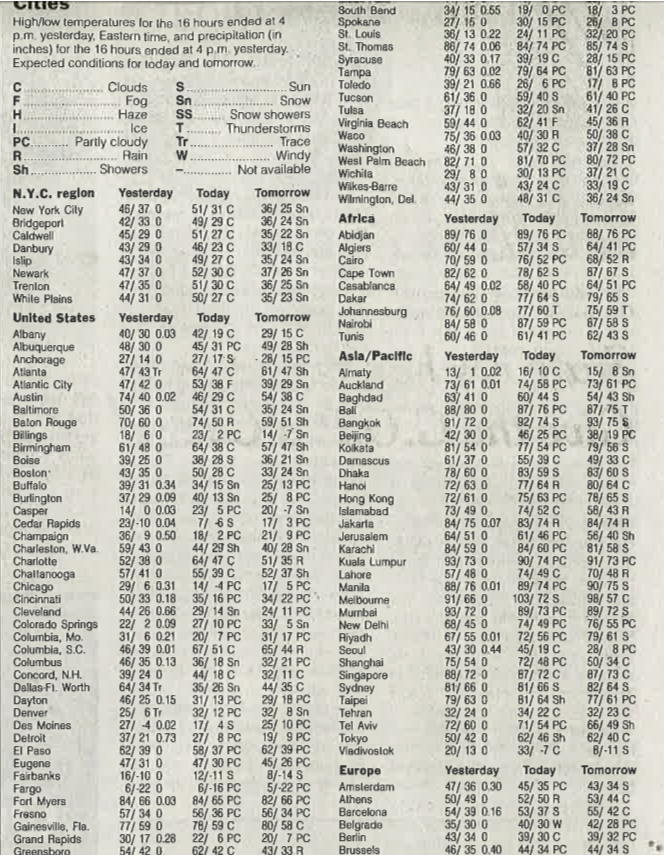 Cities
High/low temperatures for the 16 hours ended at 4
p.m. yesterday, Eastern time, and precipitation (in
inches) for the 16 hours ended at 4 p.m. yesterday.
Expected conditions for today and tomorrow.
C .................... Clouds
F .................... Fog
H .................... Haze
I .................... Ice
PC .......... Partly cloudy
R .................... Rain
Sh ................ Showers
S .................... Sun
Sn .................... Snow
SS .......... Snow showers
T .......... Thunderstorms
Tr .................... Trace
W .................... Windy
– .......... Not available
N.Y.C. region Yesterday Today Tomorrow
New York City 46/ 37 0 51/ 31 C 36/ 25 Sn
Bridgeport 42/ 33 0 49/ 29 C 36/ 24 Sn
Caldwell 45/ 29 0 51/ 27 C 35/ 22 Sn
Danbury 43/ 29 0 46/ 23 C 33/ 18 C
Islip 43/ 34 0 49/ 27 C 35/ 24 Sn
Newark 47/ 37 0 52/ 30 C 37/ 26 Sn
Trenton 47/ 35 0 51/ 30 C 36/ 25 Sn
White Plains 44/ 31 0 50/ 27 C 35/ 23 Sn
United States Yesterday Today Tomorrow
Albany 40/ 30 0.03 42/ 19 C 29/ 15 C
Albuquerque 48/ 30 0 45/ 31 PC 49/ 28 Sh
Anchorage 27/ 14 0 27/ 17 S 28/ 15 PC
Atlanta 47/ 43 Tr 64/ 47 C 61/ 47 Sh
Atlantic City 47/ 42 0 53/ 38 F 39/ 29 Sn
Austin 74/ 40 0.02 46/ 29 C 54/ 38 C
Baltimore 50/ 36 0 54/ 31 C 35/ 24 Sn
Baton Rouge 70/ 60 0 74/ 50 R 59/ 51 Sh
Billings 18/ 6 0 23/ 2 PC 14/ -7 Sn
Birmingham 61/ 48 0 64/ 38 C 57/ 47 Sh
Boise 39/ 25 0 38/ 28 S 36/ 21 Sn
Boston 43/ 35 0 50/ 28 C 33/ 24 Sn
Buffalo 39/ 31 0.34 34/ 15 Sn 25/ 13 PC
Burlington 37/ 29 0.09 40/ 13 Sn 25/ 8 PC
Casper 14/ 0 0.03 23/ 5 PC 20/ -7 Sn
Cedar Rapids 23/-10 0.04 7/ -6 S 17/ 3 PC
Champaign 36/ 9 0.50 18/ 2 PC 21/ 9 PC
Charleston, W.Va. 59/ 43 0 44/ 29 Sh 40/ 28 Sn
Charlotte 52/ 38 0 64/ 47 C 51/ 35 R
Chattanooga 57/ 41 0 55/ 39 C 52/ 37 Sh
Chicago 29/ 6 0.31 14/ -4 PC 17/ 5 PC
Cincinnati 50/ 33 0.18 35/ 16 PC 34/ 22 PC
Cleveland 44/ 26 0.66 29/ 14 Sn 24/ 11 PC
Colorado Springs 22/ 2 0.09 27/ 10 PC 33/ 5 Sn
Columbia, Mo. 31/ 6 0.21 20/ 7 PC 31/ 17 PC
Columbia, S.C. 46/ 39 0.01 67/ 51 C 65/ 44 R
Columbus 46/ 35 0.13 36/ 18 Sn 32/ 21 PC
Concord, N.H. 39/ 24 0 44/ 18 C 32/ 11 C
Dallas-Ft. Worth 64/ 34 Tr 35/ 26 Sn 44/ 35 C
Dayton 46/ 25 0.15 31/ 13 PC 29/ 18 PC
Denver 25/ 6 Tr 32/ 12 PC 32/ 8 Sn
Des Moines 27/ -4 0.02 17/ 4 S 25/ 10 PC
Detroit 37/ 21 0.73 27/ 8 PC 19/ 9 PC
El Paso 62/ 39 0 58/ 37 PC 62/ 39 PC
Eugene 47/ 31 0 47/ 30 PC 45/ 26 PC
Fairbanks 16/-10 0 12/-11 S 8/-14 S
Fargo 6/-22 0 6/-16 PC 5/-22 PC
Fort Myers 84/ 66 0.03 84/ 65 PC 82/ 66 PC
Fresno 57/ 34 0 56/ 36 PC 56/ 34 PC
Gainesville, Fla. 77/ 59 0 78/ 59 C 80/ 58 C
Grand Rapids 30/ 17 0.28 22/ 6 PC 20/ 7 PC
Greensboro 54/ 42 0 62/ 42 C 43/ 33 R
South Bend 34/ 15 0.55 19/ 0 PC 18/ 3 PC
Spokane 27/ 15 0 30/ 15 PC 26/ 8 PC
St. Louis 36/ 13 0.22 24/ 11 PC 32/ 20 PC
St. Thomas 86/ 74 0.06 84/ 74 PC 85/ 74 S
Syracuse 40/ 33 0.17 39/ 19 C 28/ 15 PC
Tampa 79/ 63 0.02 79/ 64 PC 81/ 63 PC
Toledo 39/ 21 0.66 26/ 6 PC 17/ 8 PC
Tucson 61/ 36 0 59/ 40 S 61/ 40 PC
Tulsa 37/ 18 0 32/ 20 Sn 41/ 26 C
Virginia Beach 59/ 44 0 62/ 41 F 45/ 36 R
Waco 75/ 36 0.03 40/ 30 R 50/ 38 C
Washington 46/ 38 0 57/ 32 C 37/ 28 Sn
West Palm Beach 82/ 71 0 81/ 70 PC 80/ 72 PC
Wichita 29/ 8 0 30/ 13 PC 37/ 21 C
Wilkes-Barre 43/ 31 0 43/ 24 C 33/ 19 C
Wilmington, Del. 44/ 35 0 48/ 31 C 36/ 24 Sn
Africa Yesterday Today Tomorrow
Abidjan 89/ 76 0 89/ 76 PC 88/ 76 PC
Algiers 60/ 44 0 57/ 34 S 64/ 41 PC
Cairo 70/ 59 0 76/ 52 PC 68/ 52 R
Cape Town 82/ 62 0 78/ 62 S 87/ 67 S
Casablanca 64/ 49 0.02 58/ 40 PC 64/ 51 PC
Dakar 74/ 62 0 77/ 64 S 79/ 65 S
Johannesburg 76/ 60 0.08 77/ 60 T 75/ 59 T
Nairobi 84/ 58 0 87/ 59 PC 87/ 58 S
Tunis 60/ 46 0 61/ 41 PC 62/ 43 S
Asia/Pacific Yesterday Today Tomorrow
Almaty 13/ 1 0.02 16/ 10 C 15/ 8 Sn
Auckland 73/ 61 0.01 74/ 58 PC 73/ 61 PC
Baghdad 63/ 41 0 60/ 44 S 54/ 43 Sh
Bali 88/ 80 0 87/ 76 PC 87/ 75 T
Bangkok 91/ 72 0 92/ 74 S 93/ 75 S
Beijing 42/ 30 0 46/ 25 PC 38/ 19 PC
Kolkata 81/ 54 0 77/ 54 PC 79/ 56 S
Damascus 61/ 37 0 55/ 39 C 49/ 33 C
Dhaka 78/ 60 0 83/ 59 S 83/ 60 S
Hanoi 72/ 63 0 77/ 64 R 80/ 64 C
Hong Kong 72/ 61 0 75/ 63 PC 78/ 65 S
Islamabad 73/ 49 0 74/ 52 C 58/ 43 R
Jakarta 84/ 75 0.07 83/ 74 R 84/ 74 R
Jerusalem 64/ 51 0 61/ 46 PC 56/ 40 Sh
Karachi 84/ 59 0 84/ 60 PC 81/ 58 S
Kuala Lumpur 93/ 73 0 90/ 74 PC 91/ 73 PC
Lahore 57/ 48 0 74/ 49 C 70/ 48 R
Manila 88/ 76 0.01 89/ 74 PC 90/ 75 S
Melbourne 91/ 66 0 103/ 72 S 98/ 57 C
Mumbai 93/ 72 0 89/ 73 PC 89/ 72 S
New Delhi 68/ 45 0 74/ 49 PC 76/ 55 PC
Riyadh 67/ 55 0.01 72/ 56 PC 79/ 61 S
Seoul 43/ 30 0.44 45/ 19 C 28/ 8 PC
Shanghai 75/ 54 0 72/ 48 PC 50/ 34 C
Singapore 88/ 72 0 87/ 72 C 87/ 73 C
Sydney 81/ 66 0 81/ 66 S 82/ 64 S
Taipei 79/ 63 0 81/ 64 Sh 77/ 61 PC
Tehran 32/ 24 0 34/ 22 C 32/ 23 C
Tel Aviv 72/ 60 0 71/ 54 PC 66/ 49 Sh
Tokyo 50/ 42 0 62/ 46 Sh 62/ 40 C
Vladivostok 20/ 13 0 33/ -7 C 8/-11 S
Europe Yesterday Today Tomorrow
Amsterdam 47/ 36 0.30 45/ 35 PC 43/ 34 S
Athens 50/ 49 0 52/ 50 R 53/ 44 C
Barcelona 54/ 39 0.16 53/ 37 S 55/ 42 C
Belgrade 35/ 30 0 40/ 30 W 42/ 28 PC
Berlin 43/ 34 0 39/ 30 C 39/ 32 PC
Brussels 46/ 35 0.40 44/ 34 PC 44/ 34 S